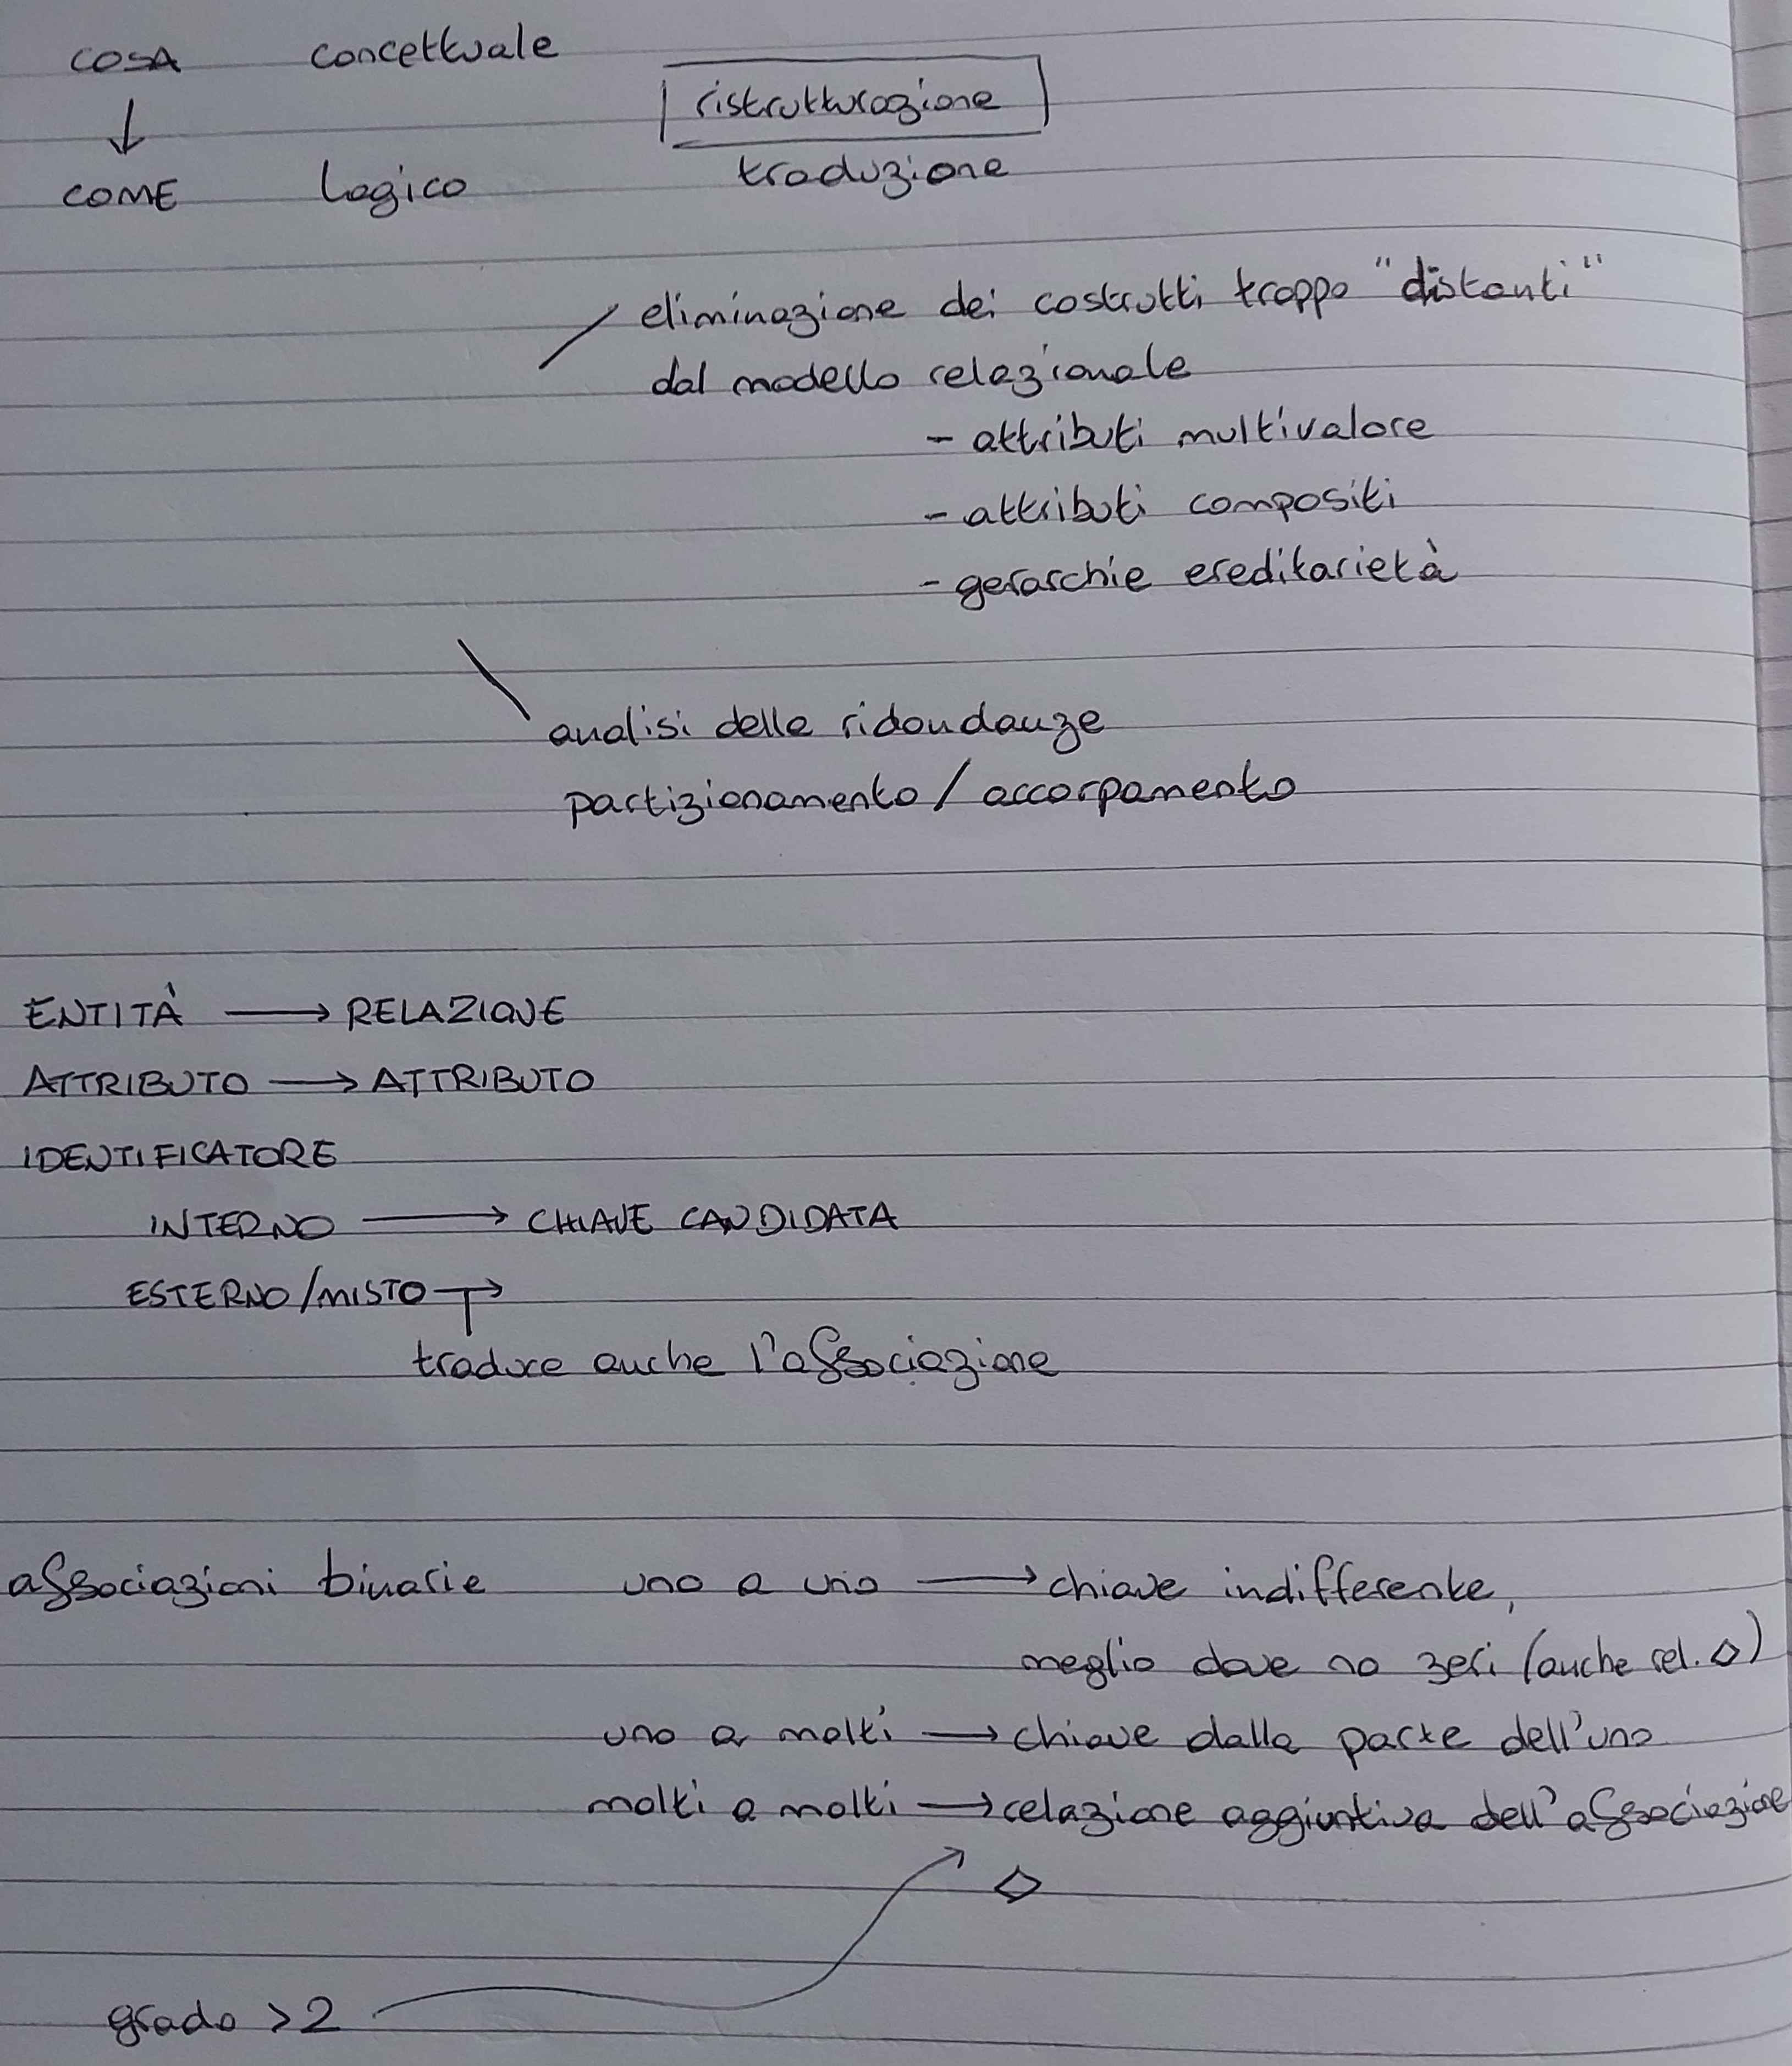 COSA concettuale
ristrutturazione
↓
traduzione
COME logico
eliminazione dei costrutti troppo "distanti"
dal modello relazionale
- attributi multivalore
- attributi compositi
- gerarchie ereditarietà
analisi delle ridondanze
partizionamento / accorpamento
ENTITÀ → RELAZIONE
ATTRIBUTO → ATTRIBUTO
IDENTIFICATORE
INTERNO → CHIAVE CANDIDATA
ESTERNO/MISTO →
traduce anche l'associazione
associazioni binarie uno a uno → chiave indifferente,
meglio dove no zeri (anche rel. ◇)
uno a molti → chiave dalla parte dell'uno
molti a molti → relazione aggiuntiva dell'associazione
◇
grado >2